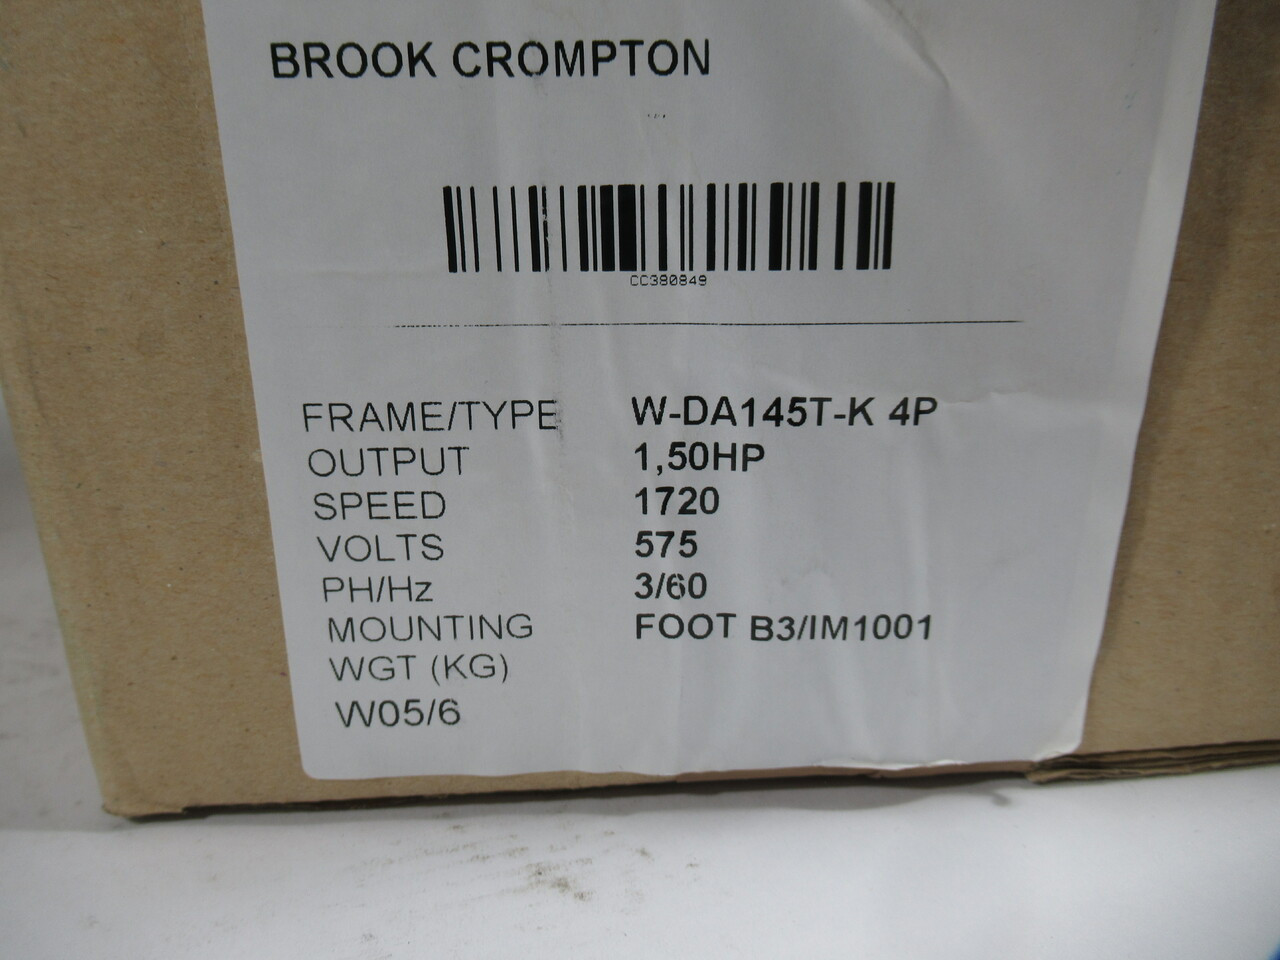 BROOK CROMPTON
CC380849
FRAME/TYPE W-DA145T-K 4P
OUTPUT 1,50HP
SPEED 1720
VOLTS 575
PH/Hz 3/60
MOUNTING FOOT B3/IM1001
WGT (KG)
W05/6